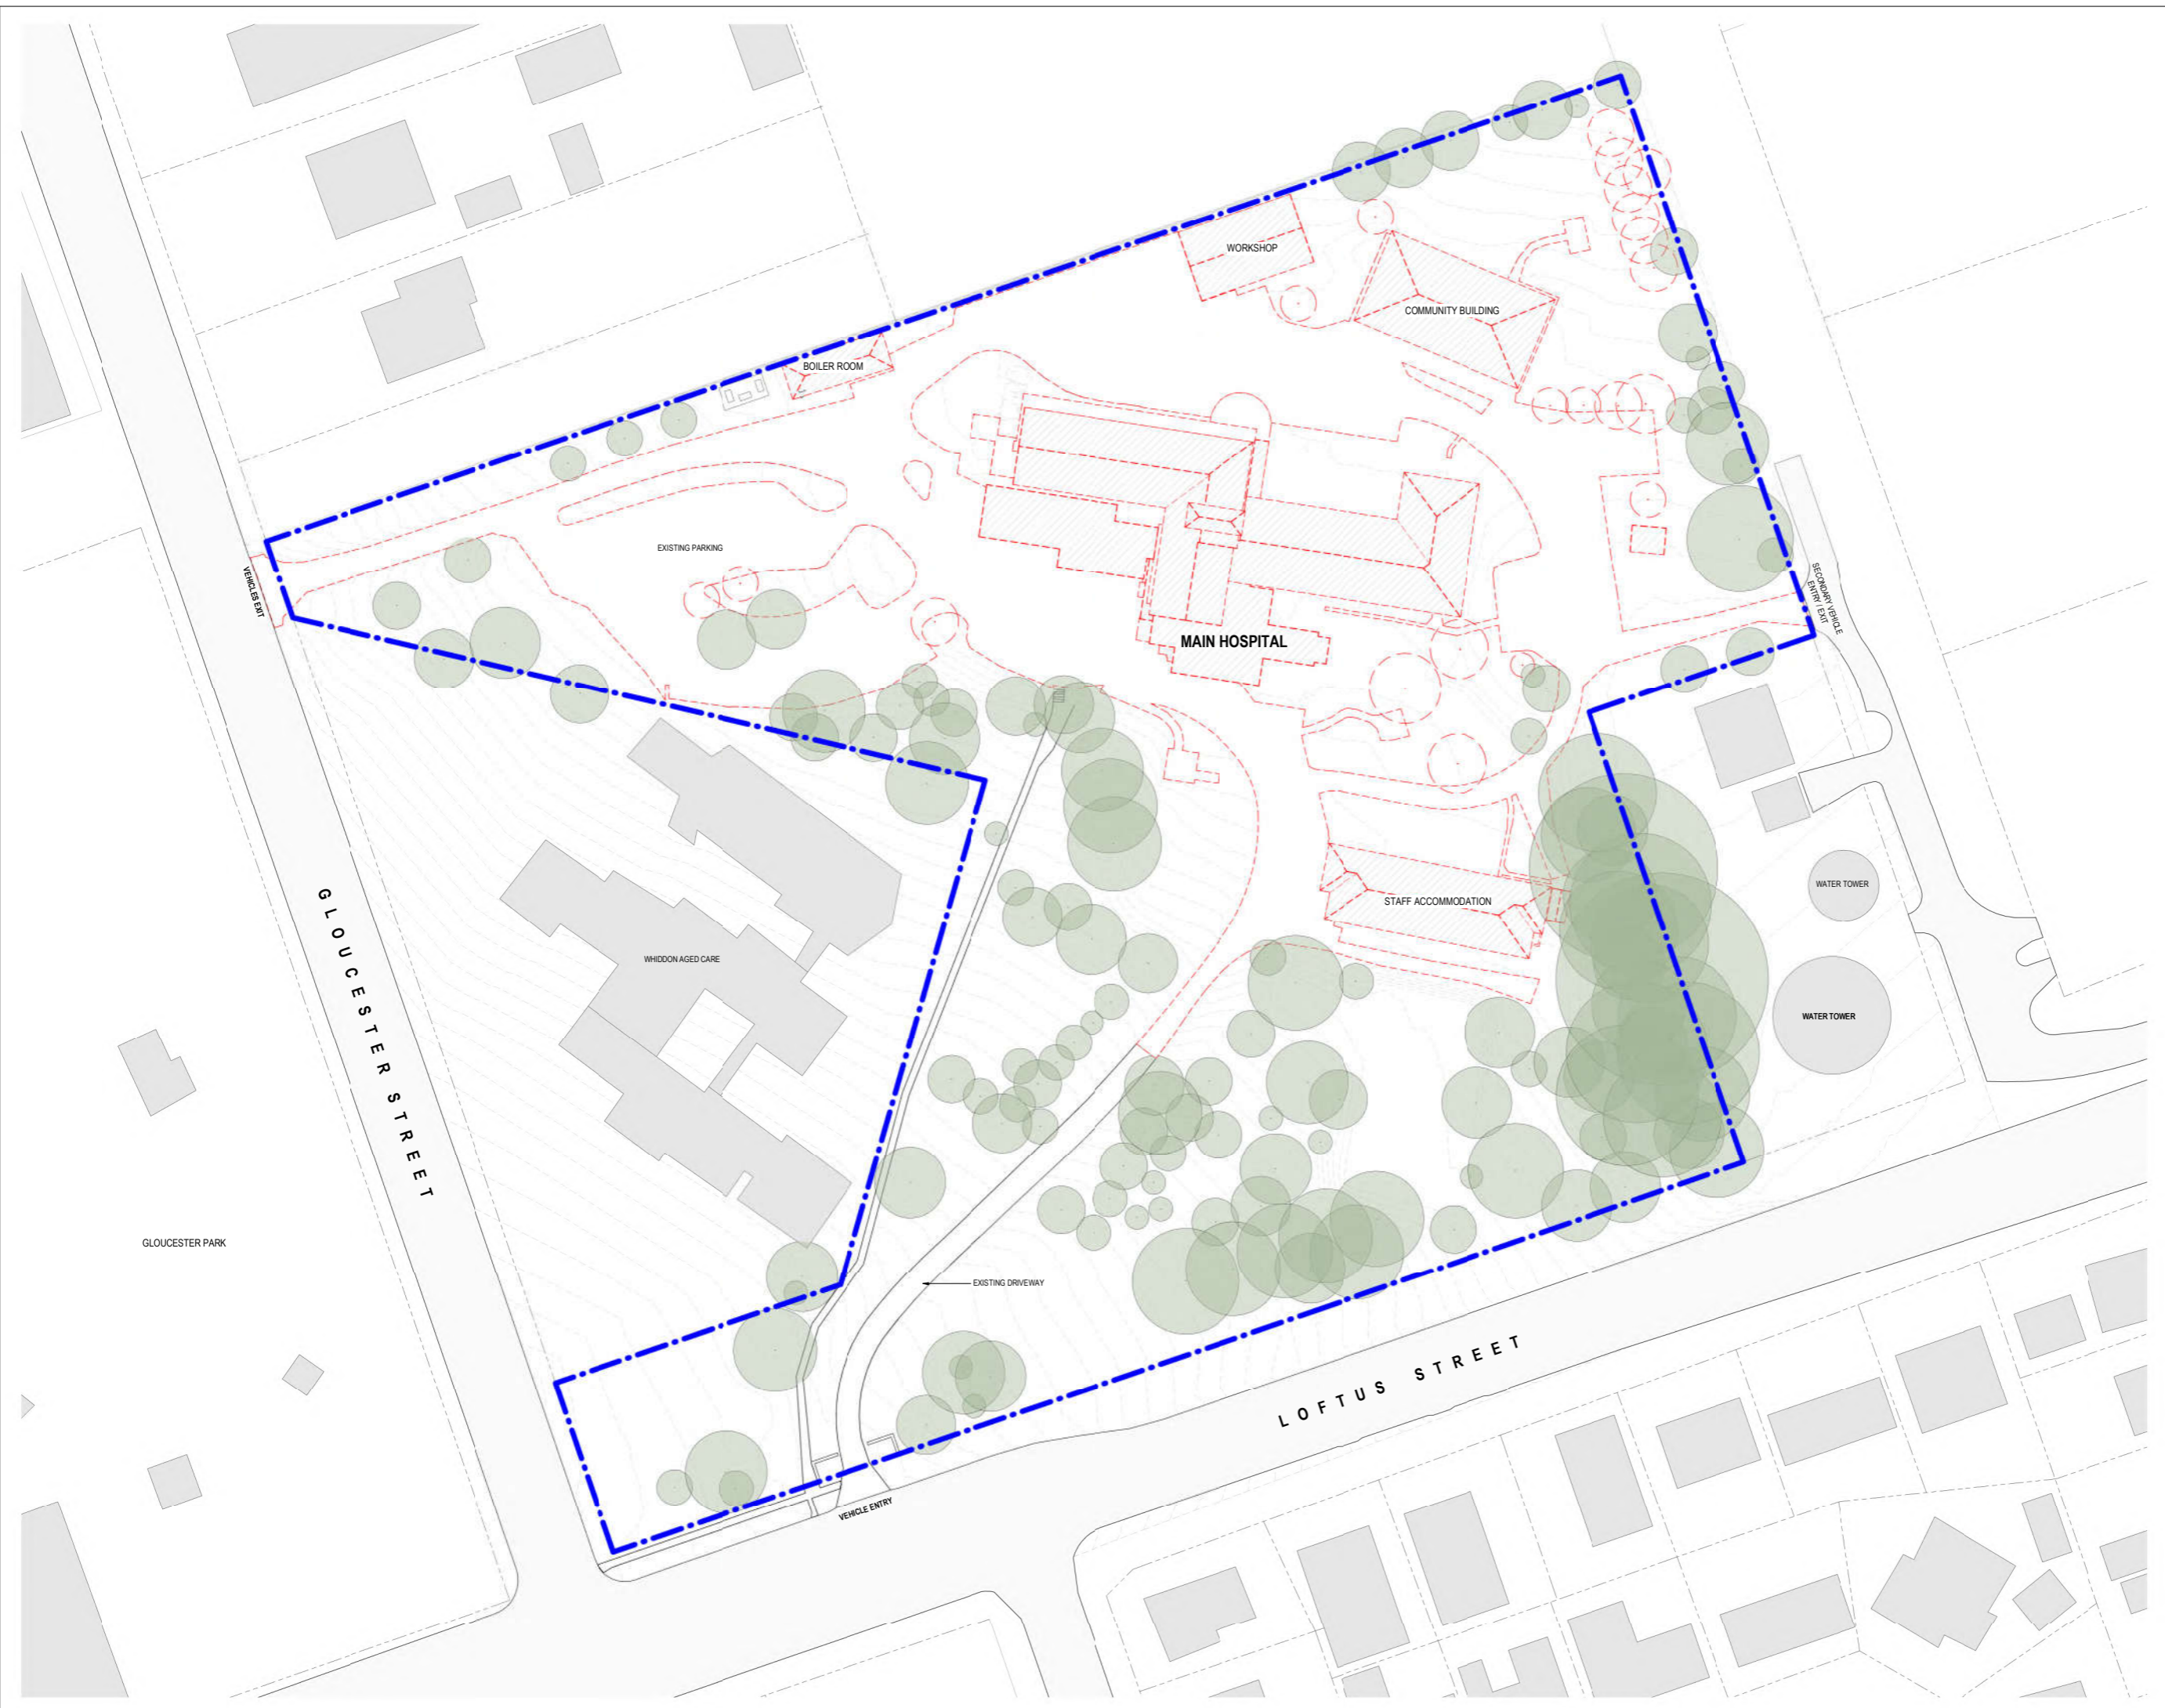 WORKSHOP
COMMUNITY BUILDING
BOILER ROOM
EXISTING PARKING
VEHICLES EXIT
SECONDARY VEHICLE
ENTRY / EXIT
MAIN HOSPITAL
STAFF ACCOMMODATION
WATER TOWER
WHIDDON AGED CARE
WATER TOWER
GLOUCESTER STREET
GLOUCESTER PARK
EXISTING DRIVEWAY
LOFTUS STREET
VEHICLE ENTRY